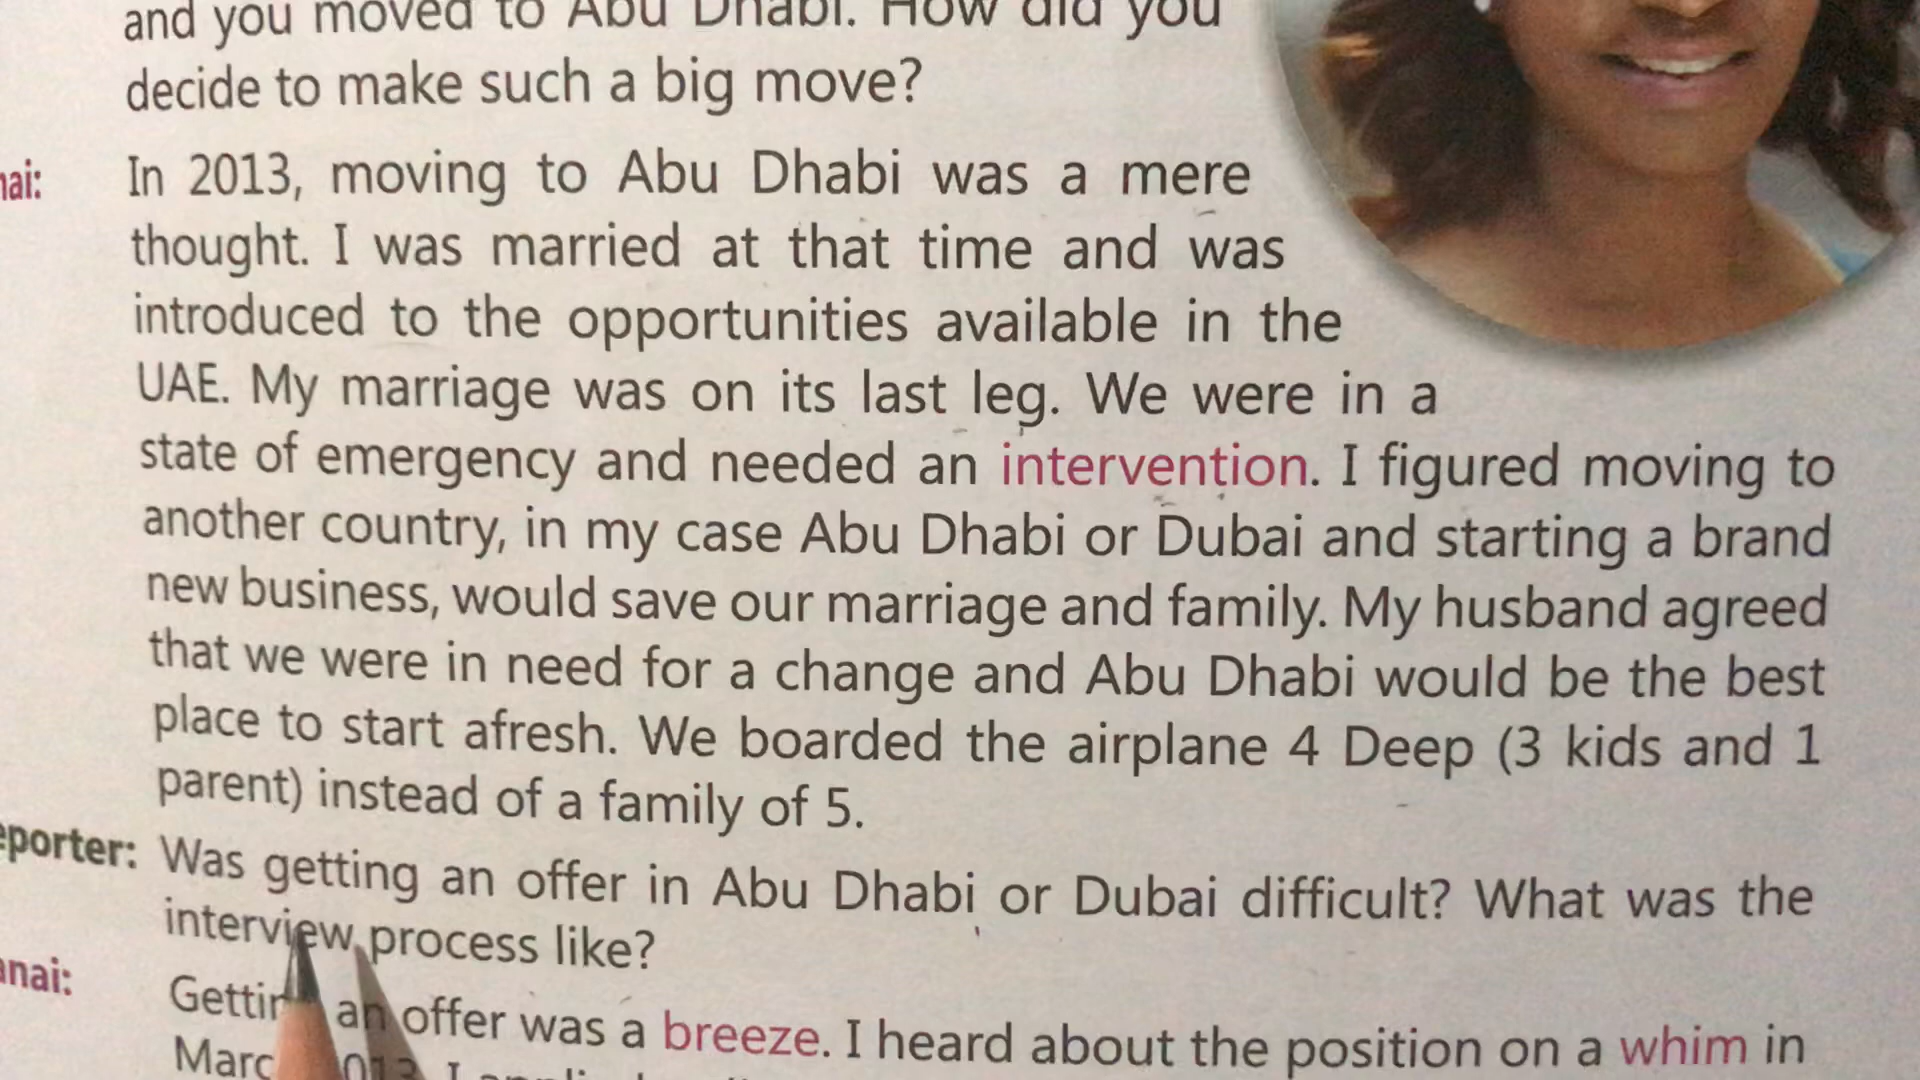 and you moved to Abu Dhabi. How did you
decide to make such a big move?
nai: In 2013, moving to Abu Dhabi was a mere
thought. I was married at that time and was
introduced to the opportunities available in the
UAE. My marriage was on its last leg. We were in a
state of emergency and needed an intervention. I figured moving to
another country, in my case Abu Dhabi or Dubai and starting a brand
new business, would save our marriage and family. My husband agreed
that we were in need for a change and Abu Dhabi would be the best
place to start afresh. We boarded the airplane 4 Deep (3 kids and 1
parent) instead of a family of 5.
eporter: Was getting an offer in Abu Dhabi or Dubai difficult? What was the
interview process like?
anai: an offer was a breeze. I heard about the position on a whim in
I